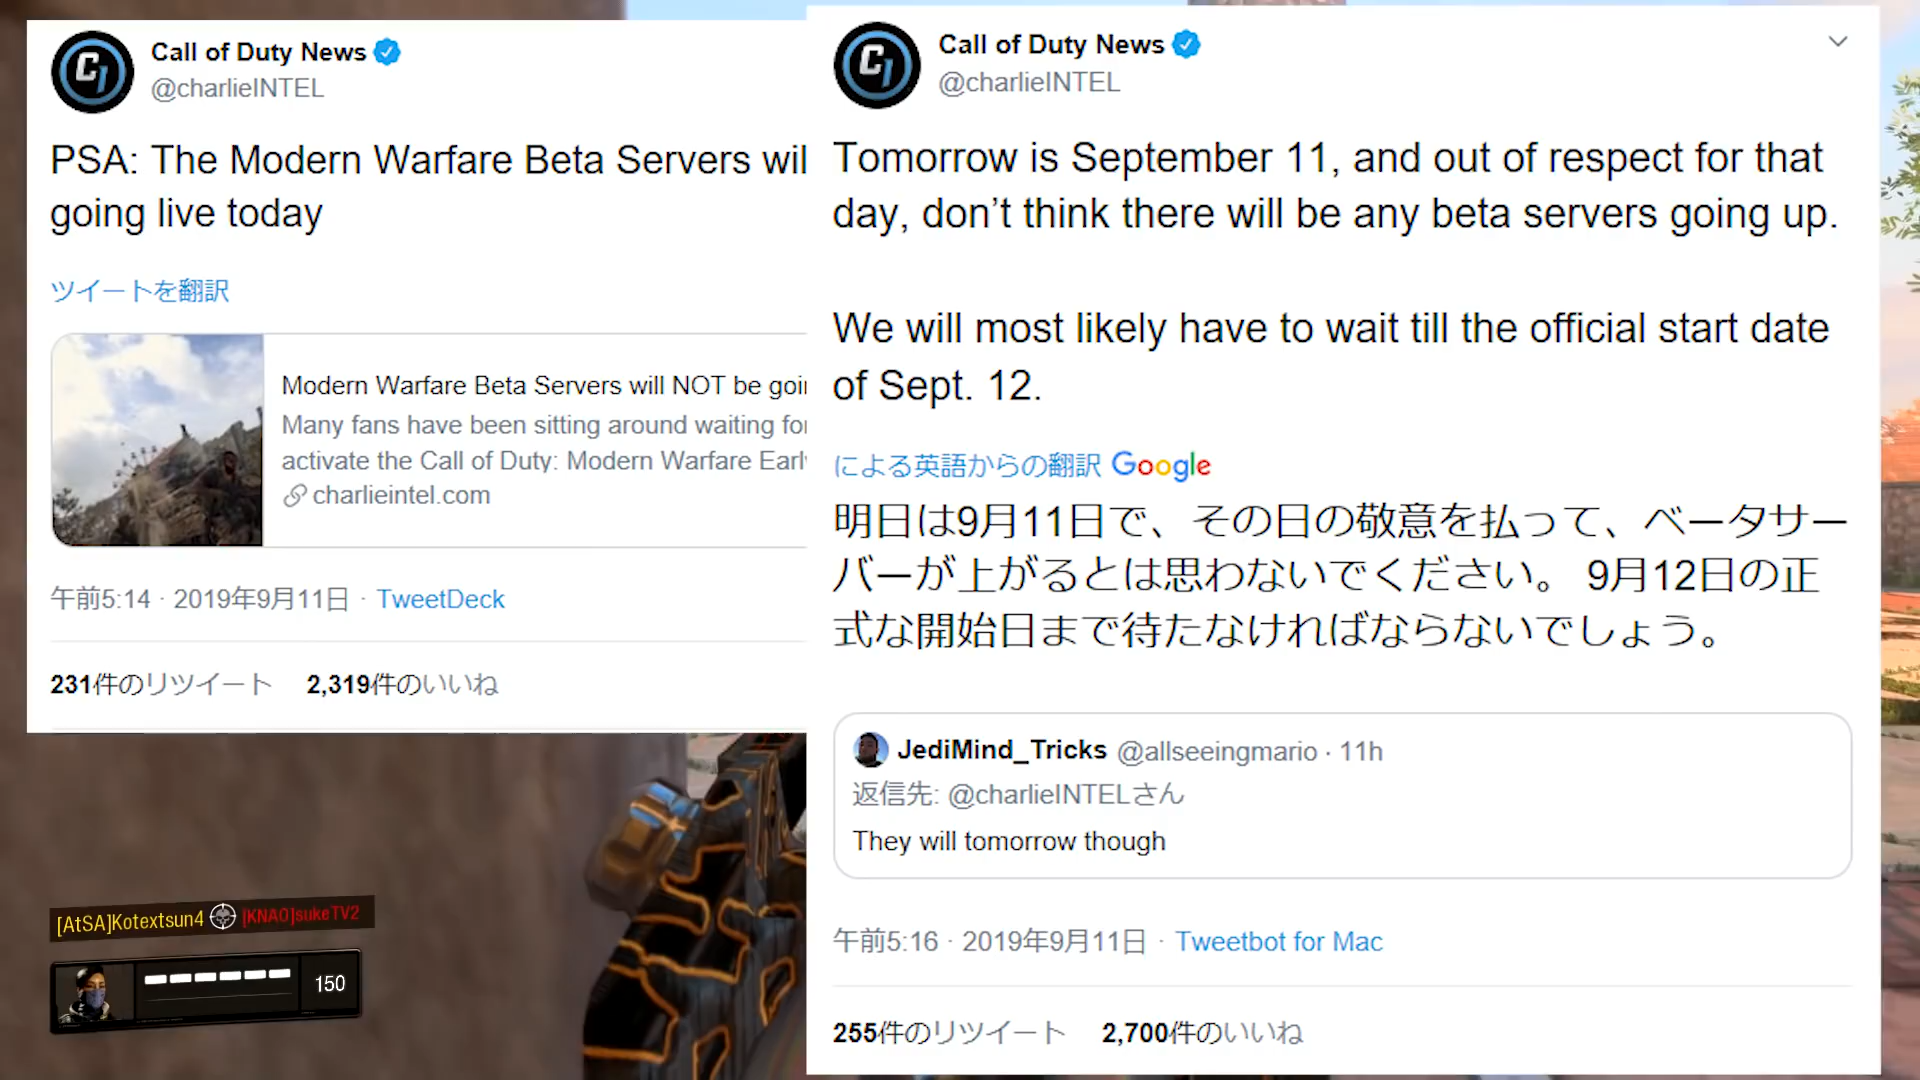 Call of Duty News
@charlieINTEL
PSA: The Modern Warfare Beta Servers wil
going live today
ツイートを翻訳
Modern Warfare Beta Servers will NOT be goi
Many fans have been sitting around waiting for
activate the Call of Duty: Modern Warfare Earl
charlieintel.com
午前5:14 · 2019年9月11日 · TweetDeck
231件のリツイート 2,319件のいいね
Call of Duty News
@charlieINTEL
Tomorrow is September 11, and out of respect for that
day, don’t think there will be any beta servers going up.
We will most likely have to wait till the official start date
of Sept. 12.
による英語からの翻訳 Google
明日は9月11日で、その日の敬意を払って、ベータサー
バーが上がるとは思わないでください。 9月12日の正
式な開始日まで待たなければならないでしょう。
JediMind_Tricks @allseeingmario · 11h
返信先: @charlieINTELさん
They will tomorrow though
午前5:16 · 2019年9月11日 · Tweetbot for Mac
255件のリツイート 2,700件のいいね
[AtSA]Kotextsun4 [KNAO]sukeTV2
150